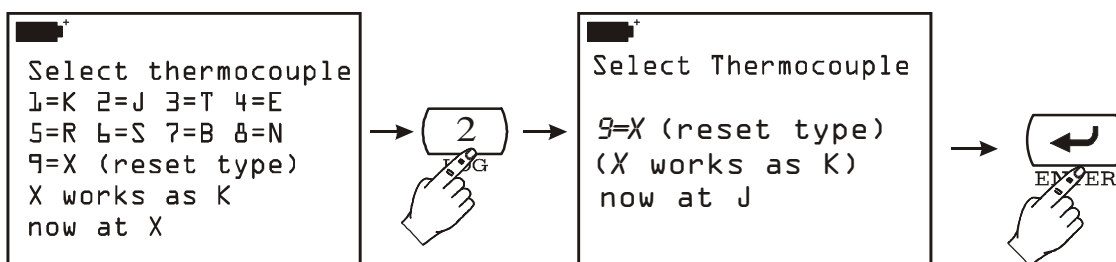 +
Select thermocouple
1=K 2=J 3=T 4=E
5=R 6=S 7=B 8=N
9=X (reset type)
X works as K
now at X
2
+
Select Thermocouple
9=X (reset type)
(X works as K)
now at J
ENTER